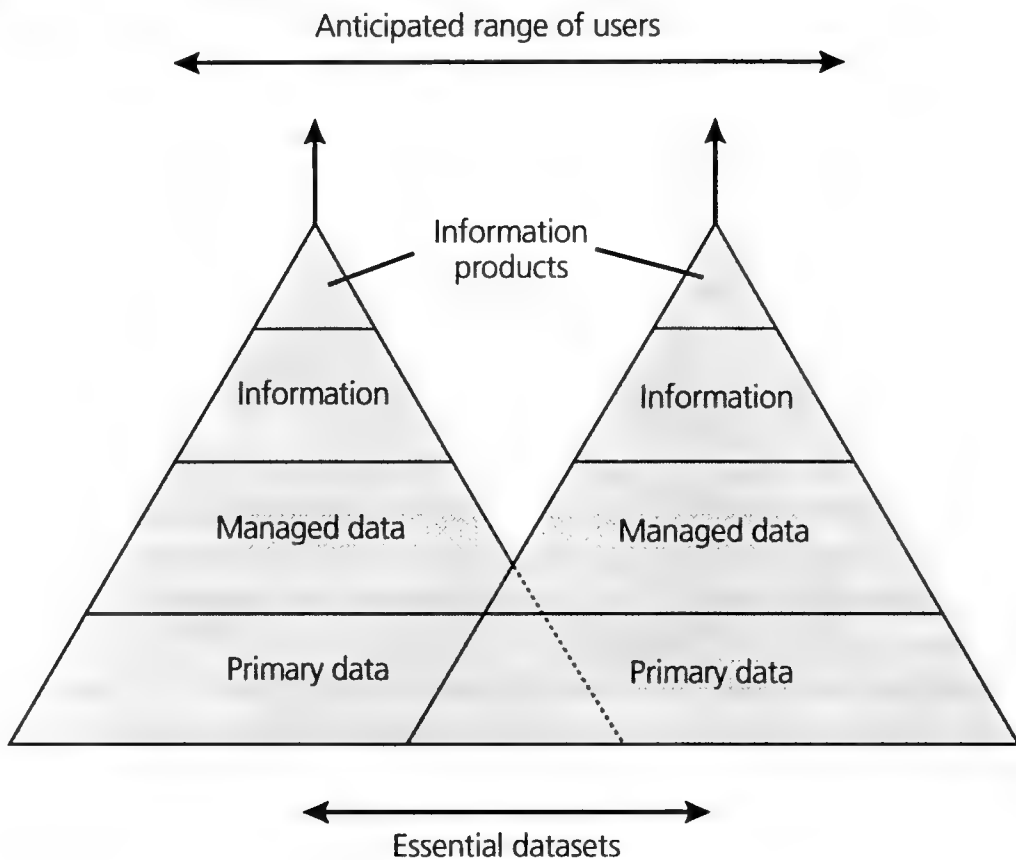 Anticipated range of users
Information
products
Information
Information
Managed data
Managed data
Primary data
Primary data
Essential datasets